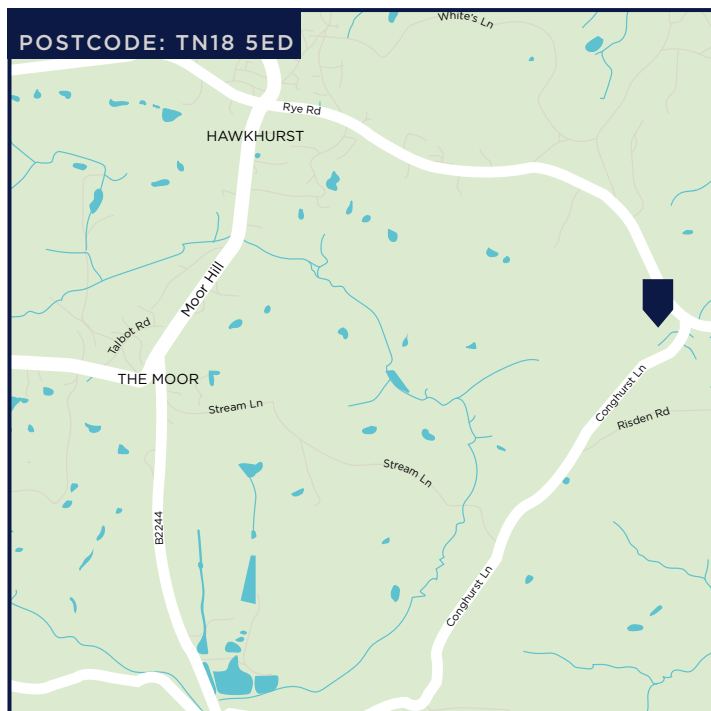 POSTCODE: TN18 5ED
White's Ln
Rye Rd
HAWKHURST
Moor Hill
Talbot Rd
THE MOOR
Stream Ln
Conghurst Ln
Risden Rd
Stream Ln
B2244
Conghurst Ln